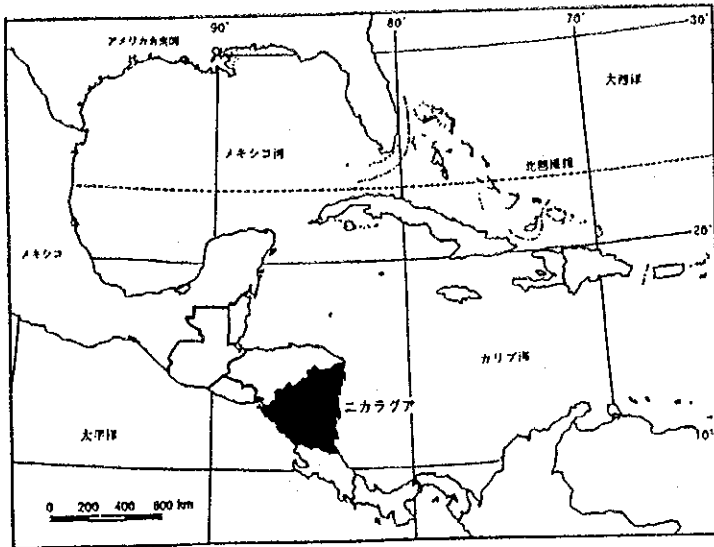 90°
80°
70°
30°
アメリカ合衆国
大西洋
メキシコ湾
北回帰線
メキシコ
20°
カリブ海
ニカラグア
太平洋
10°
0 200 400 600 km